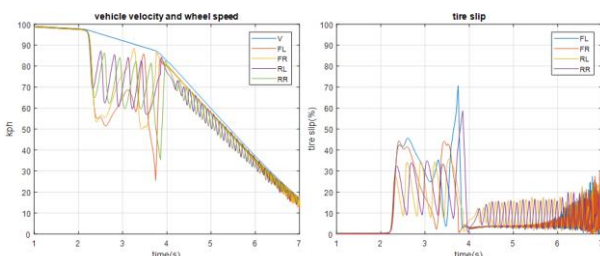 vehicle velocity and wheel speed
100
90
80
70
60
50
40
30
20
10
0
kph
V
FL
FR
RL
RR
1 2 3 4 5 6 7
time(s)
tire slip
100
90
80
70
60
50
40
30
20
10
0
tire slip(%)
FL
FR
RL
RR
1 2 3 4 5 6 7
time(s)